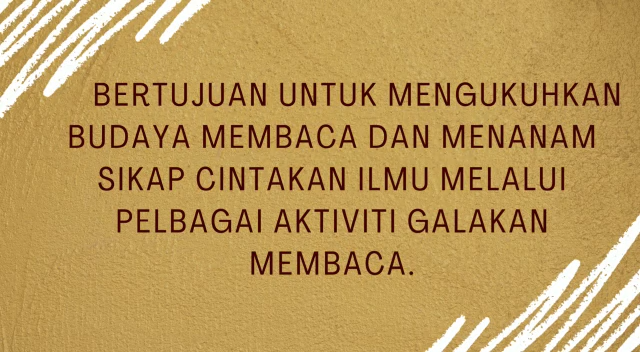 BERTUJUAN UNTUK MENGUKUHKAN
BUDAYA MEMBACA DAN MENANAM
SIKAP CINTAKAN ILMU MELALUI
PELBAGAI AKTIVITI GALAKAN
MEMBACA.